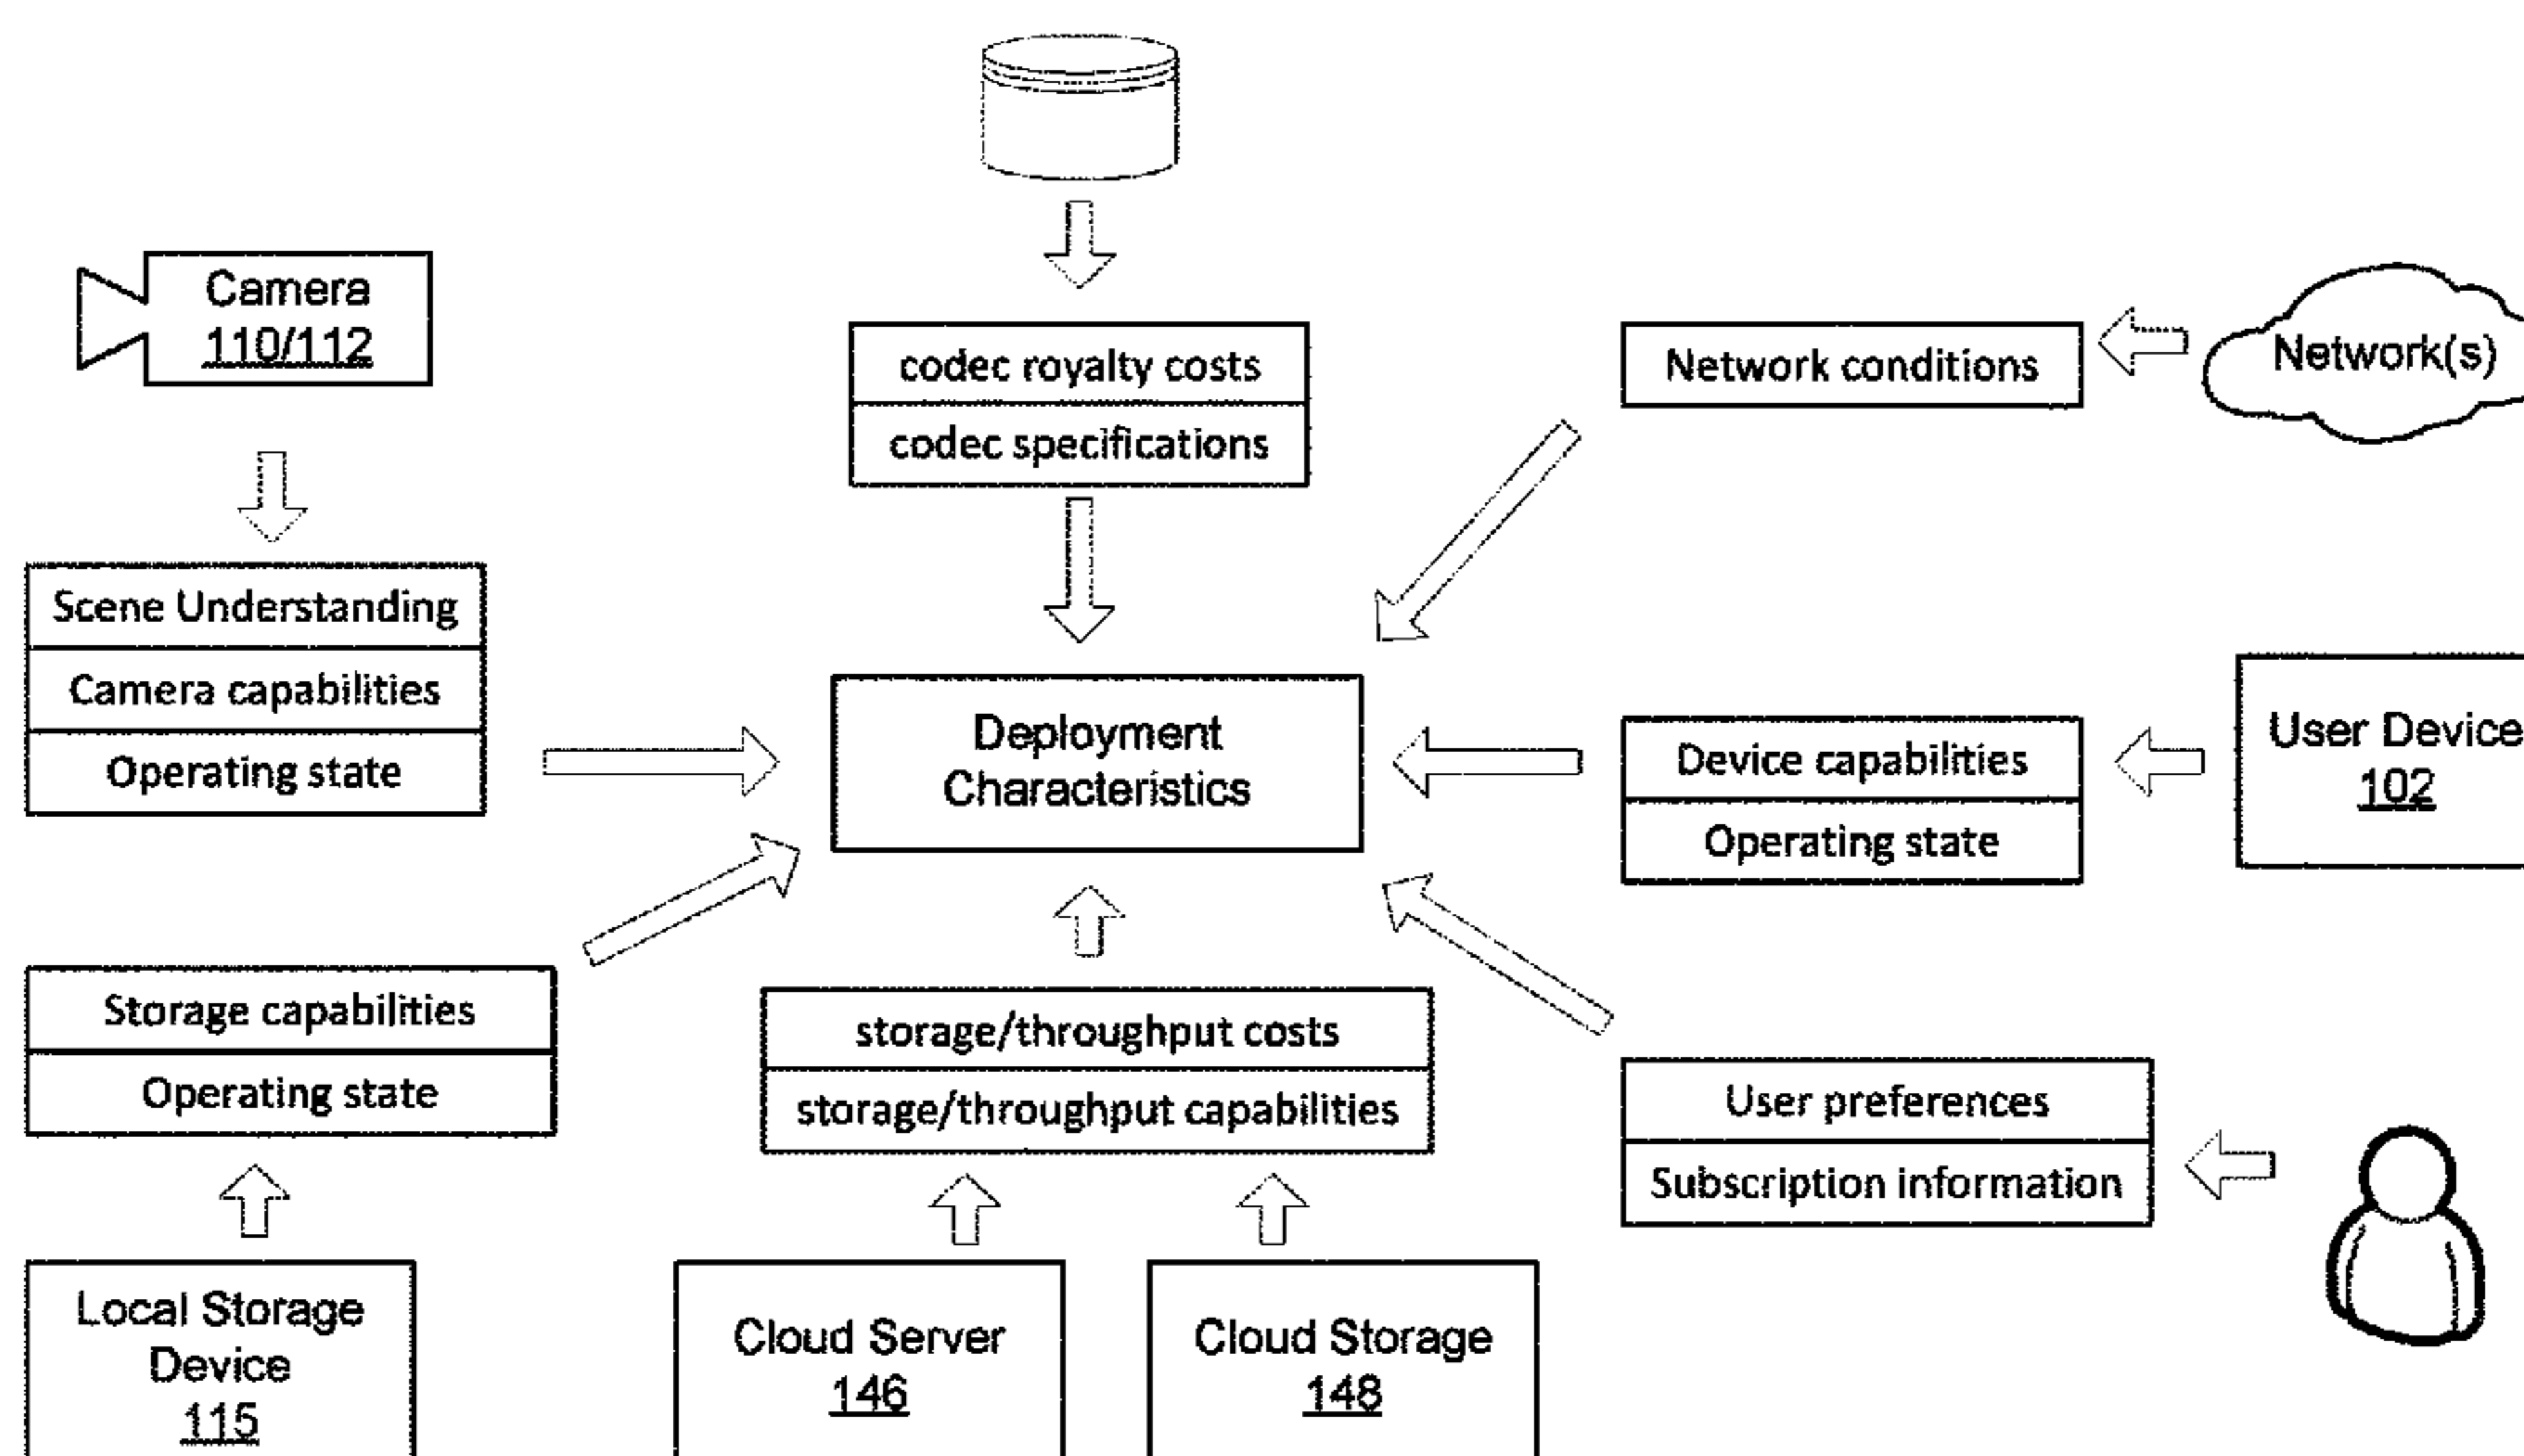 Camera
110/112
codec royalty costs
codec specifications
Network conditions
Network(s)
Scene Understanding
Camera capabilities
Operating state
Deployment
Characteristics
Device capabilities
Operating state
User Device
102
Storage capabilities
Operating state
storage/throughput costs
storage/throughput capabilities
User preferences
Subscription information
Local Storage
Device
115
Cloud Server
146
Cloud Storage
148